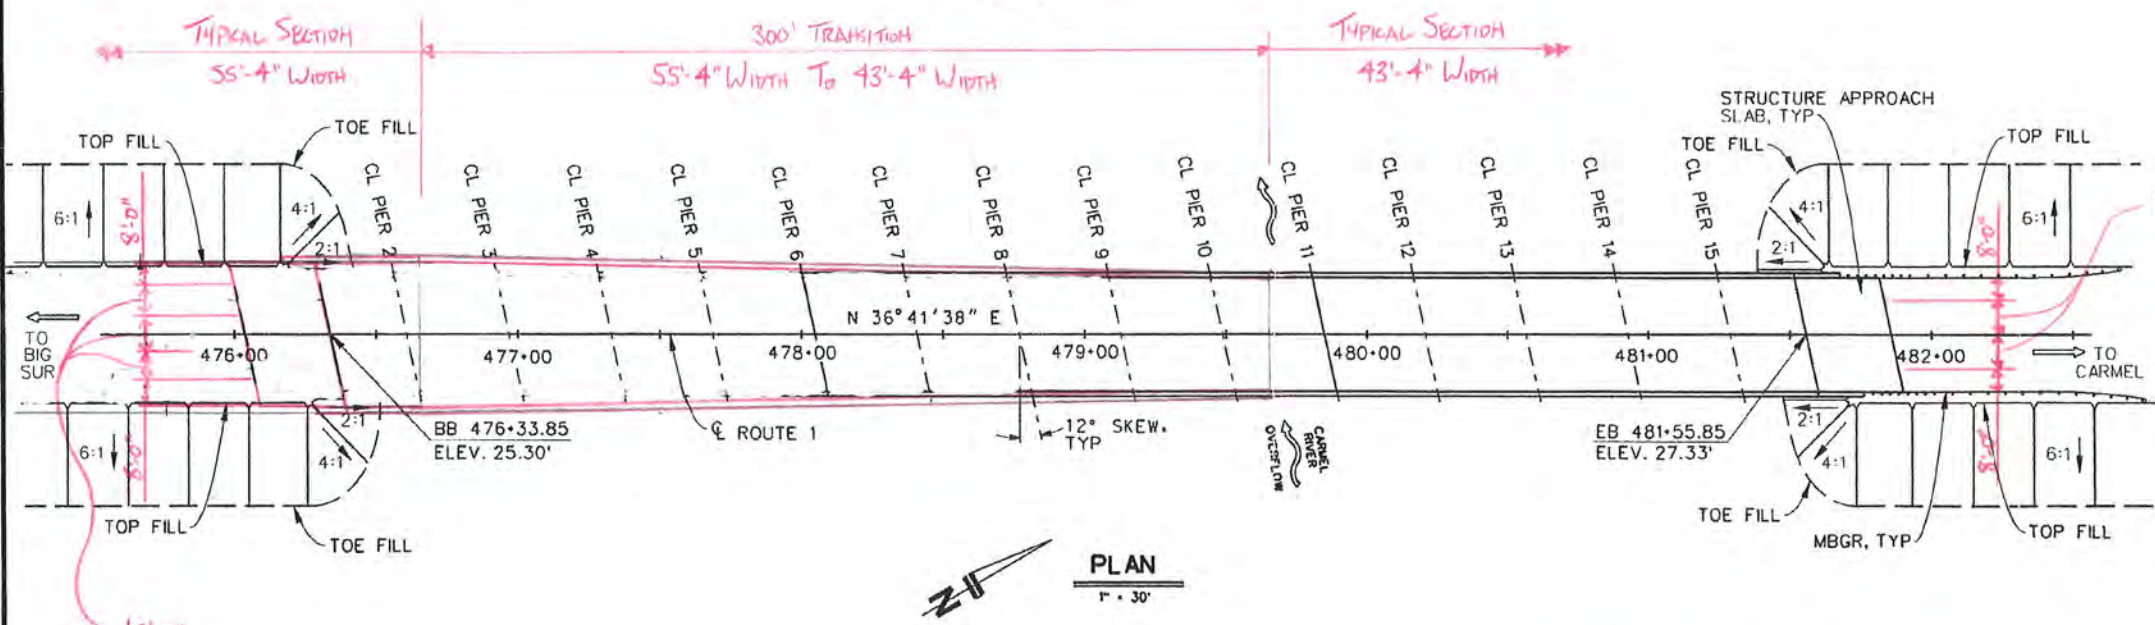 TYPICAL SECTION
55'-4" WIDTH
300' TRANSITION
55'-4" WIDTH TO 43'-4" WIDTH
TYPICAL SECTION
43'-4" WIDTH
TOP FILL
TOE FILL
STRUCTURE APPROACH
SLAB, TYP
TOE FILL
TOP FILL
6:1
8'-0"
4:1
2:1
CL PIER 2
CL PIER 3
CL PIER 4
CL PIER 5
CL PIER 6
CL PIER 7
CL PIER 8
CL PIER 9
CL PIER 10
CL PIER 11
CL PIER 12
CL PIER 13
CL PIER 14
CL PIER 15
4:1
2:1
8'-0"
6:1
N 36°41'38" E
TO
BIG
SUR
476+00
477+00
478+00
479+00
480+00
481+00
482+00
TO
CARMEL
6:1
8'-0"
2:1
4:1
BB 476+33.85
ELEV. 25.30'
℄ ROUTE 1
12° SKEW,
TYP
CARMEL
RIVER
OVERFLOW
EB 481+55.85
ELEV. 27.33'
2:1
4:1
8'-0"
6:1
TOP FILL
TOE FILL
TOE FILL
MBGR, TYP
TOP FILL
N
PLAN
1" = 30'